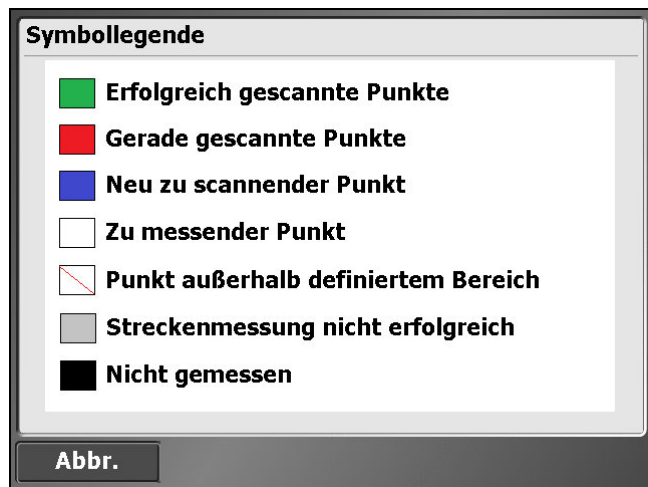 Symbollegende
Erfolgreich gescannte Punkte
Gerade gescannte Punkte
Neu zu scannender Punkt
Zu messender Punkt
Punkt außerhalb definiertem Bereich
Streckenmessung nicht erfolgreich
Nicht gemessen
Abbr.